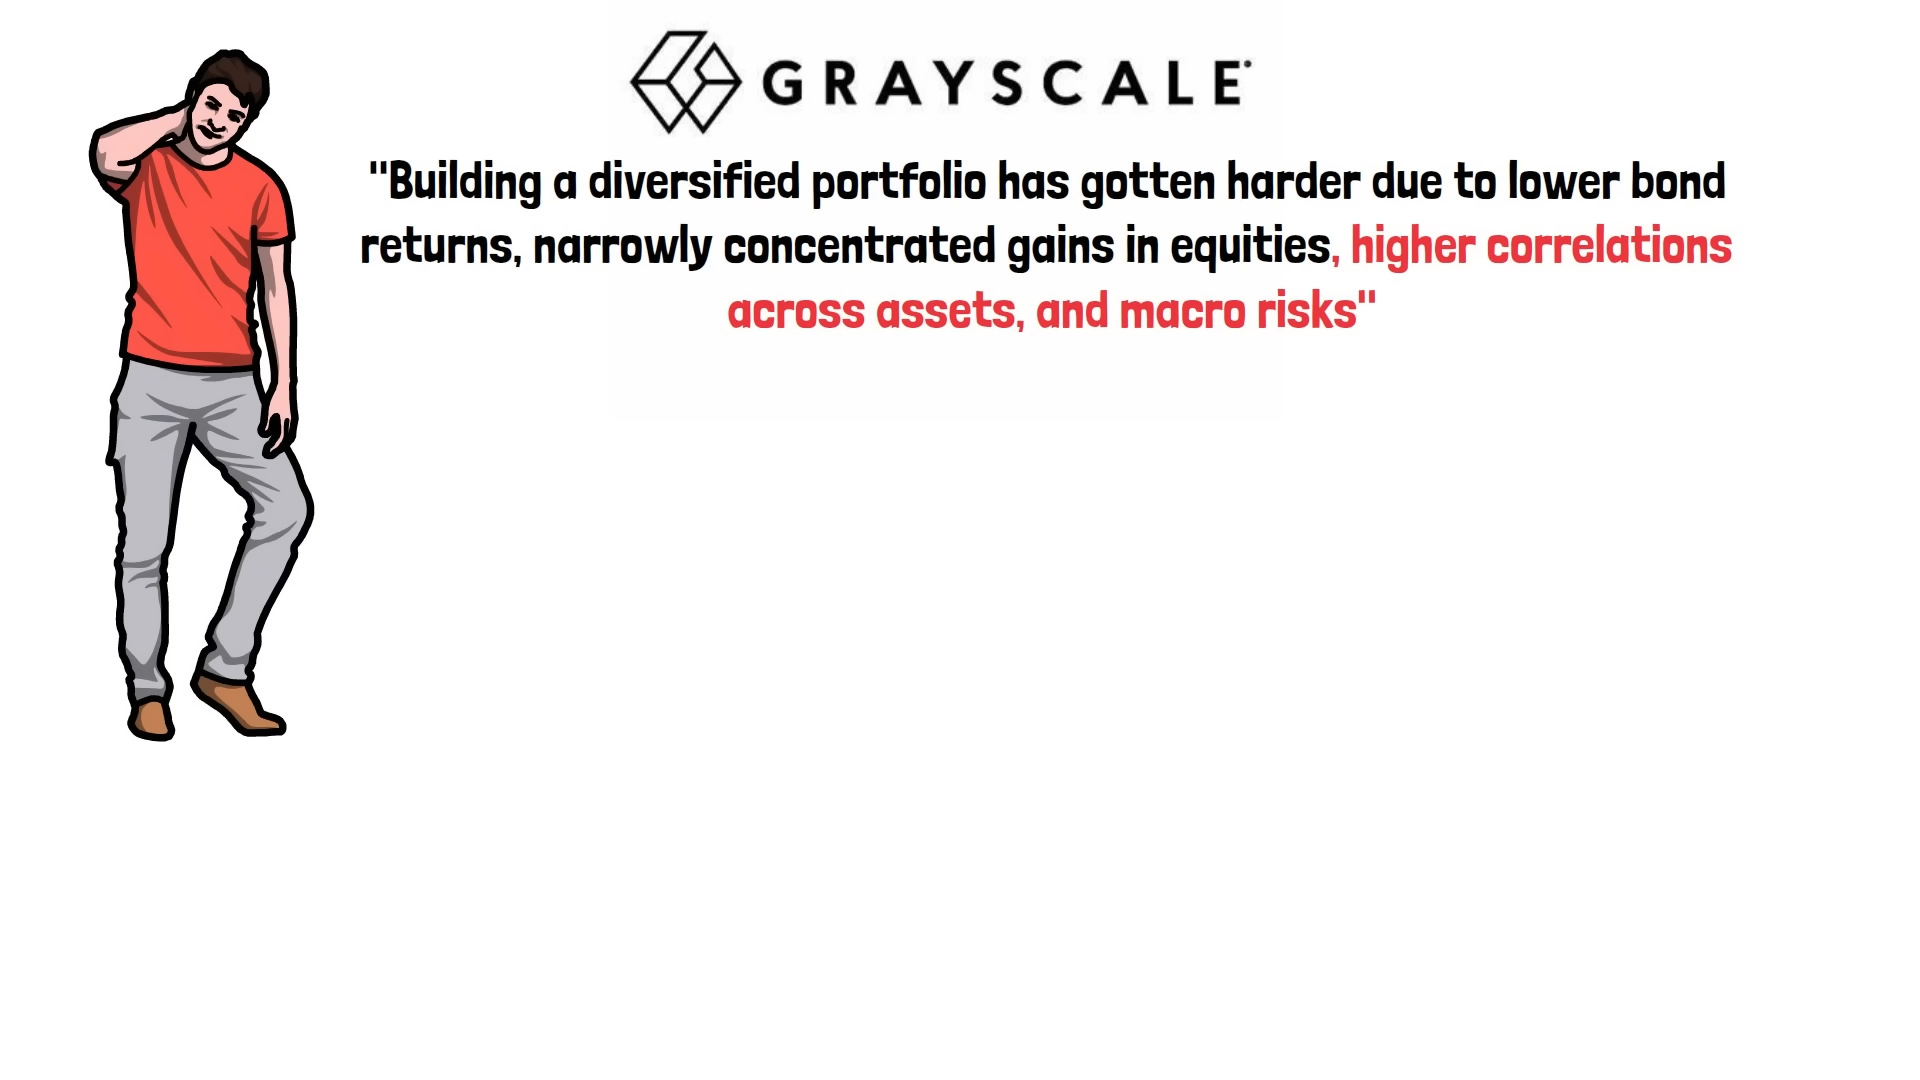 GRAYSCALE
"Building a diversified portfolio has gotten harder due to lower bond
returns, narrowly concentrated gains in equities, higher correlations
across assets, and macro risks"